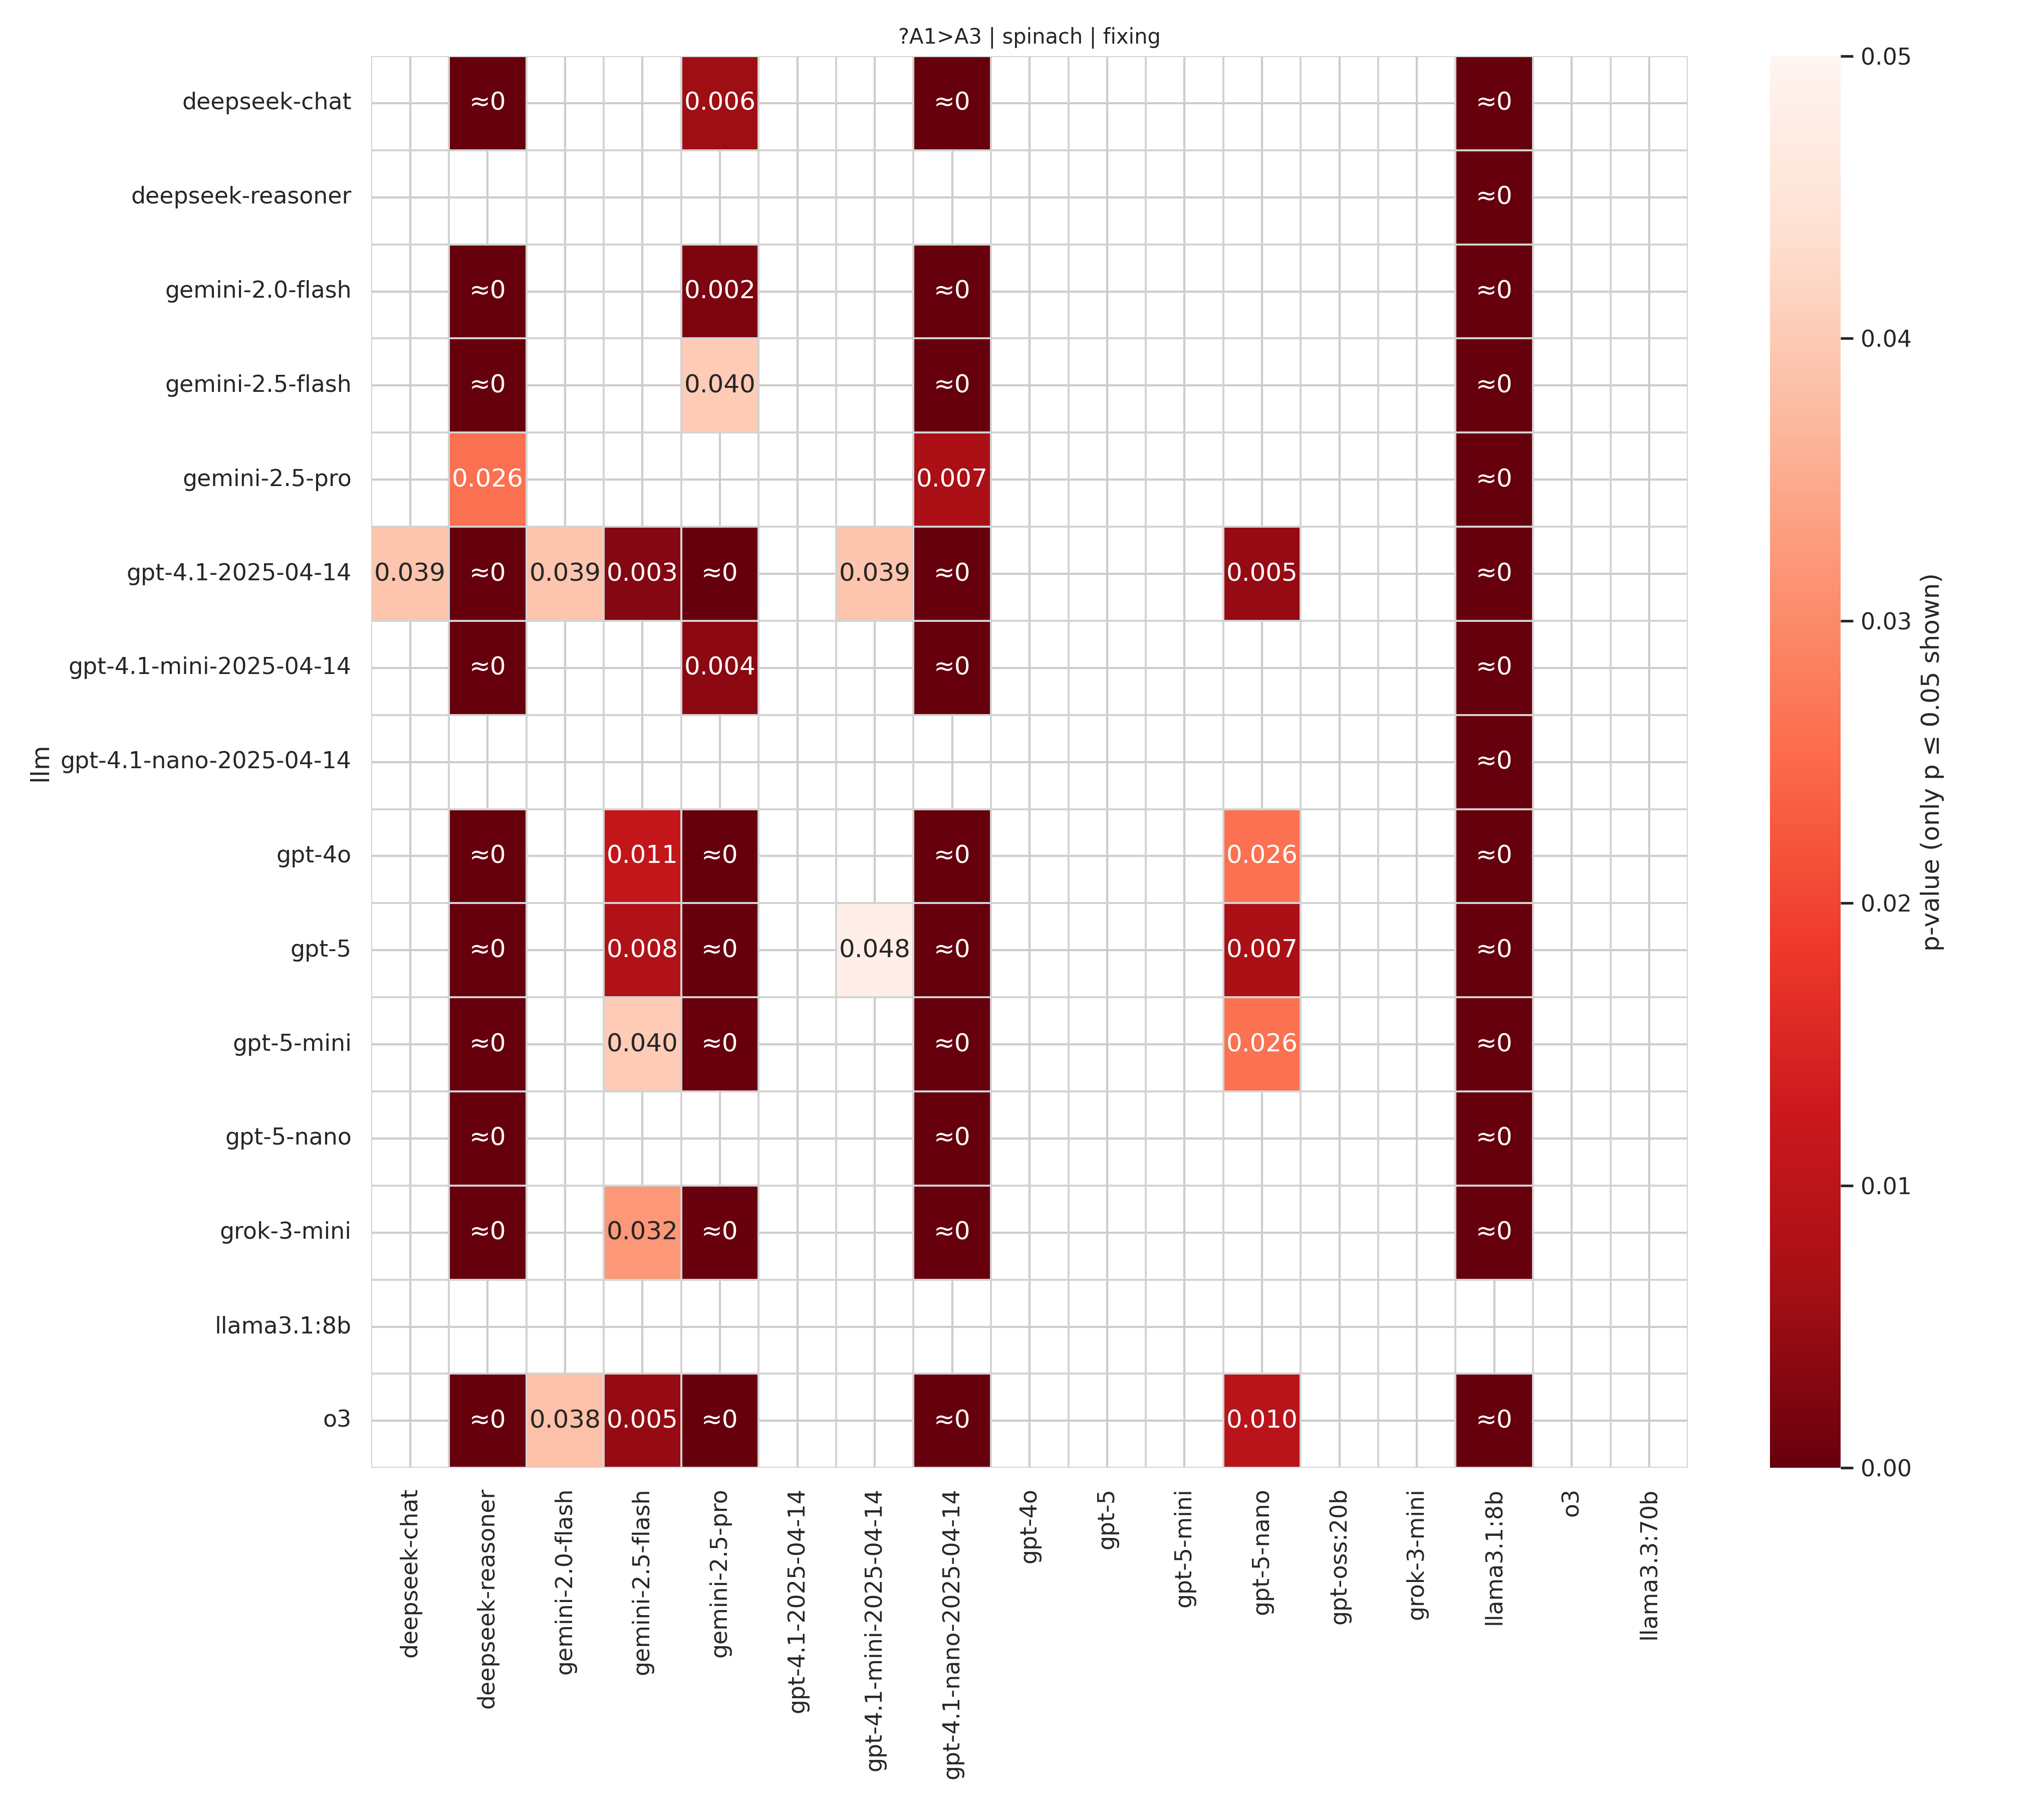 ?A1>A3 | spinach | fixing
deepseek-chat ≈0 0.006 ≈0 ≈0
deepseek-reasoner ≈0
gemini-2.0-flash ≈0 0.002 ≈0 ≈0
gemini-2.5-flash ≈0 0.040 ≈0 ≈0
gemini-2.5-pro 0.026 0.007 ≈0
gpt-4.1-2025-04-14 0.039 ≈0 0.039 0.003 ≈0 0.039 ≈0 0.005 ≈0
gpt-4.1-mini-2025-04-14 ≈0 0.004 ≈0 ≈0
gpt-4.1-nano-2025-04-14 ≈0
gpt-4o ≈0 0.011 ≈0 ≈0 0.026 ≈0
gpt-5 ≈0 0.008 ≈0 0.048 ≈0 0.007 ≈0
gpt-5-mini ≈0 0.040 ≈0 ≈0 0.026 ≈0
gpt-5-nano ≈0 ≈0 ≈0
grok-3-mini ≈0 0.032 ≈0 ≈0 ≈0
llama3.1:8b
o3 ≈0 0.038 0.005 ≈0 ≈0 0.010 ≈0
llm
deepseek-chat
deepseek-reasoner
gemini-2.0-flash
gemini-2.5-flash
gemini-2.5-pro
gpt-4.1-2025-04-14
gpt-4.1-mini-2025-04-14
gpt-4.1-nano-2025-04-14
gpt-4o
gpt-5
gpt-5-mini
gpt-5-nano
gpt-oss:20b
grok-3-mini
llama3.1:8b
o3
llama3.3:70b
0.05
0.04
0.03
0.02
0.01
0.00
p-value (only p ≤ 0.05 shown)